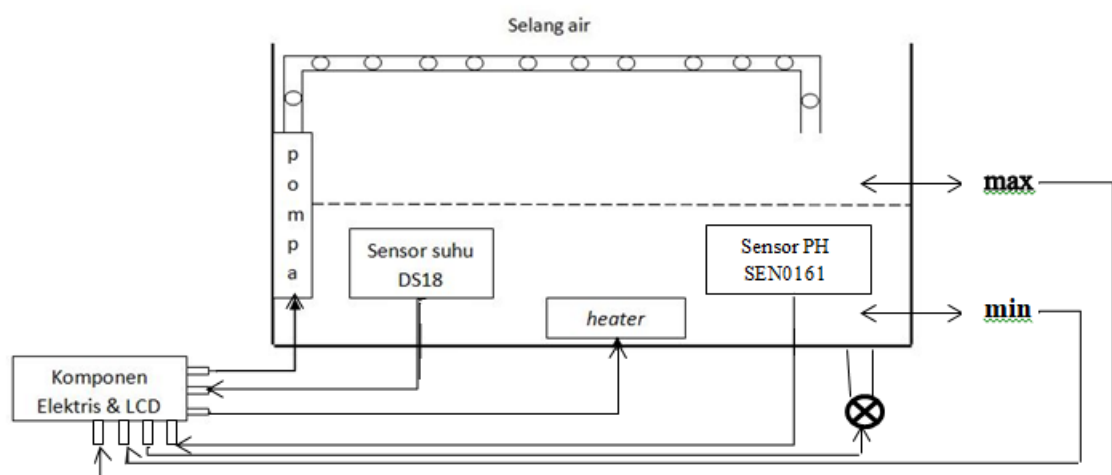 Selang air
p
o
m
p
a
max
Sensor suhu
DS18
Sensor PH
SEN0161
heater
min
Komponen
Elektris & LCD